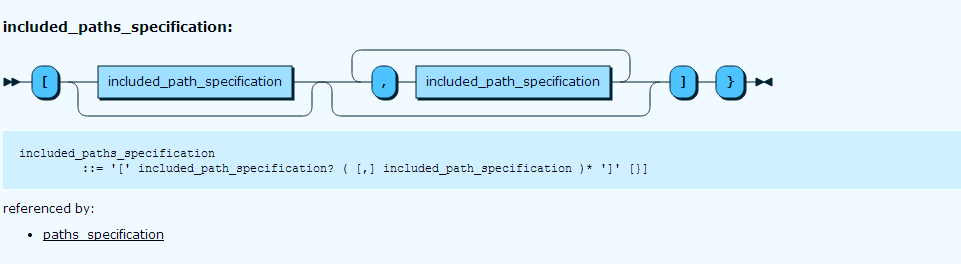 included_paths_specification:
[ included_path_specification , included_path_specification ] }
included_paths_specification
::= '[' included_path_specification? ( [,] included_path_specification )* ']' [}]
referenced by:
• paths_specification